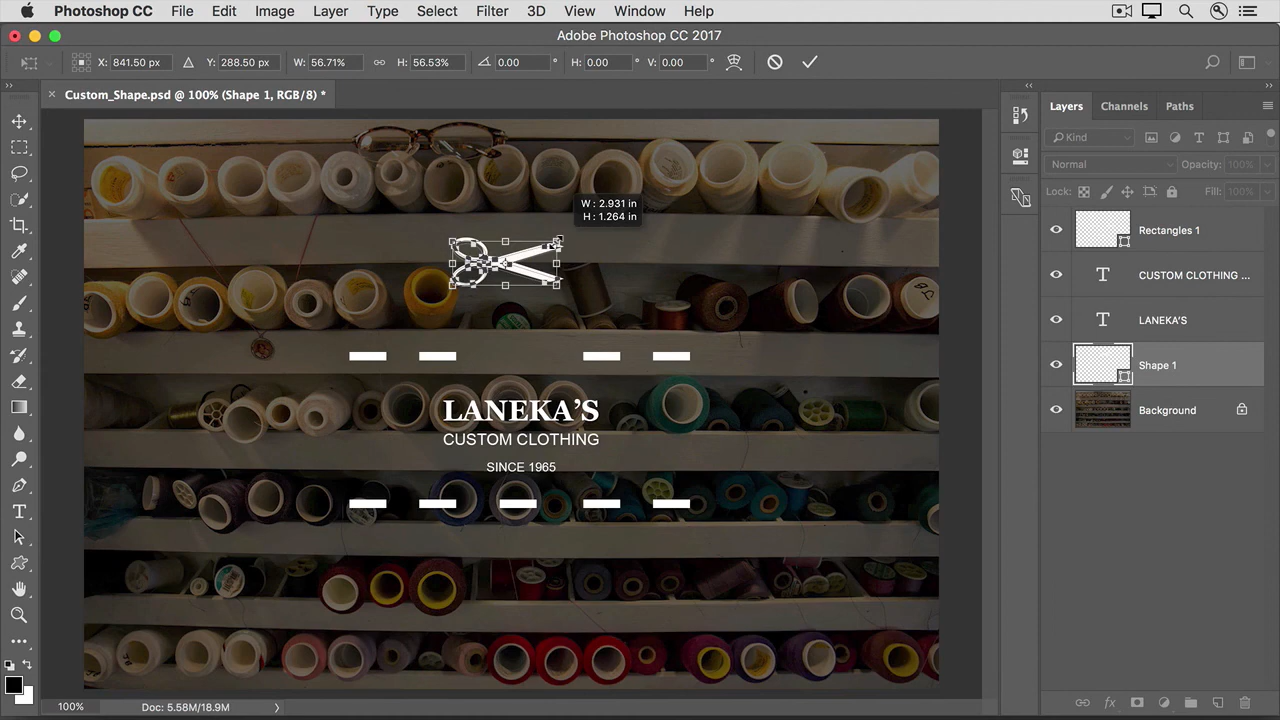 Photoshop CC File Edit Image Layer Type Select Filter 3D View Window Help
Adobe Photoshop CC 2017
X: 841.50 px Y: 288.50 px W: 56.71% H: 56.53% 0.00 ° H: 0.00 ° V: 0.00 °
Custom_Shape.psd @ 100% (Shape 1, RGB/8) *
Layers Channels Paths
Kind
Normal Opacity: 100%
Lock: Fill: 100%
W : 2.931 in
H : 1.264 in
Rectangles 1
CUSTOM CLOTHING ...
LANEKA'S
Shape 1
Background
LANEKA'S
CUSTOM CLOTHING
SINCE 1965
100% Doc: 5.58M/18.9M